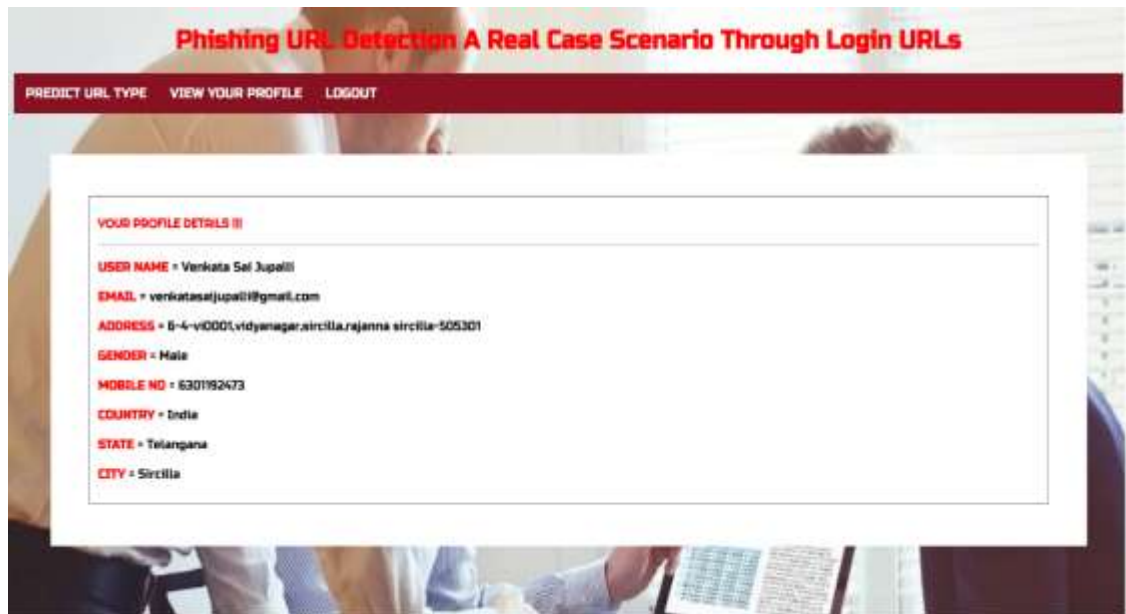 Phishing URL Detection A Real Case Scenario Through Login URLs
PREDICT URL TYPE VIEW YOUR PROFILE LOGOUT
YOUR PROFILE DETAILS !!!
USER NAME = Venkata Sai Jupalli
EMAIL = venkatasaijupalli@gmail.com
ADDRESS = 6-4-vi0001,vidyanagar,sircilla,rajanna sircilla-505301
GENDER = Male
MOBILE NO = 6301192473
COUNTRY = India
STATE = Telangana
CITY = Sircilla